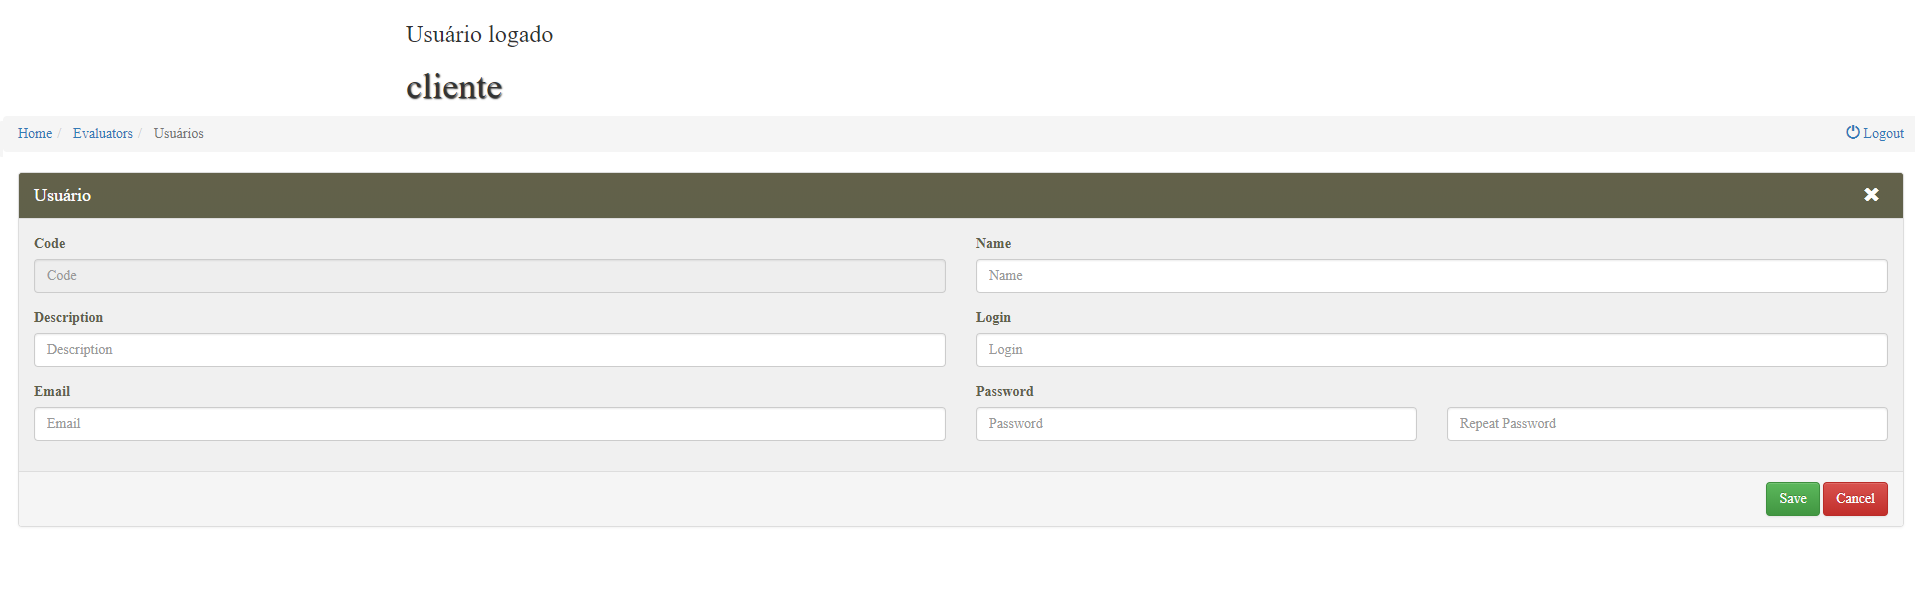 Usuário logado
cliente
Home / Evaluators / Usuários Logout
Usuário
Code Name
Code Name
Description Login
Description Login
Email Password
Email Password Repeat Password
Save Cancel